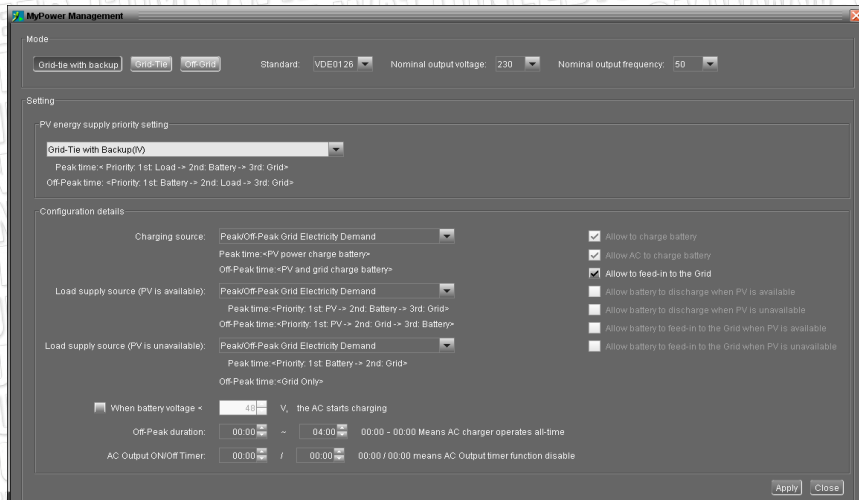 MyPower Management
Mode
Grid-tie with backup Grid-Tie Off-Grid Standard: VDE0126 Nominal output voltage: 230 Nominal output frequency: 50
Setting
PV energy supply priority setting
Grid-Tie with Backup(IV)
Peak time:< Priority: 1st: Load -> 2nd: Battery -> 3rd: Grid>
Off-Peak time: <Priority: 1st: Battery -> 2nd: Load -> 3rd: Grid>
Configuration details
Charging source: Peak/Off-Peak Grid Electricity Demand
Peak time:<PV power charge battery>
Off-Peak time:<PV and grid charge battery>
Load supply source (PV is available): Peak/Off-Peak Grid Electricity Demand
Peak time:<Priority: 1st: PV -> 2nd: Battery -> 3rd: Grid>
Off-Peak time:<Priority: 1st: PV -> 2nd: Grid -> 3rd: Battery>
Load supply source (PV is unavailable): Peak/Off-Peak Grid Electricity Demand
Peak time:<Priority: 1st: Battery -> 2nd: Grid>
Off-Peak time:<Grid Only>
Allow to charge battery
Allow AC to charge battery
Allow to feed-in to the Grid
Allow battery to discharge when PV is available
Allow battery to discharge when PV is unavailable
Allow battery to feed-in to the Grid when PV is available
Allow battery to feed-in to the Grid when PV is unavailable
When battery voltage < 48 V, the AC starts charging
Off-Peak duration: 00:00 ~ 04:00 00:00 - 00:00 Means AC charger operates all-time
AC Output ON/Off Timer: 00:00 / 00:00 00:00 / 00:00 means AC Output timer function disable
Apply Close